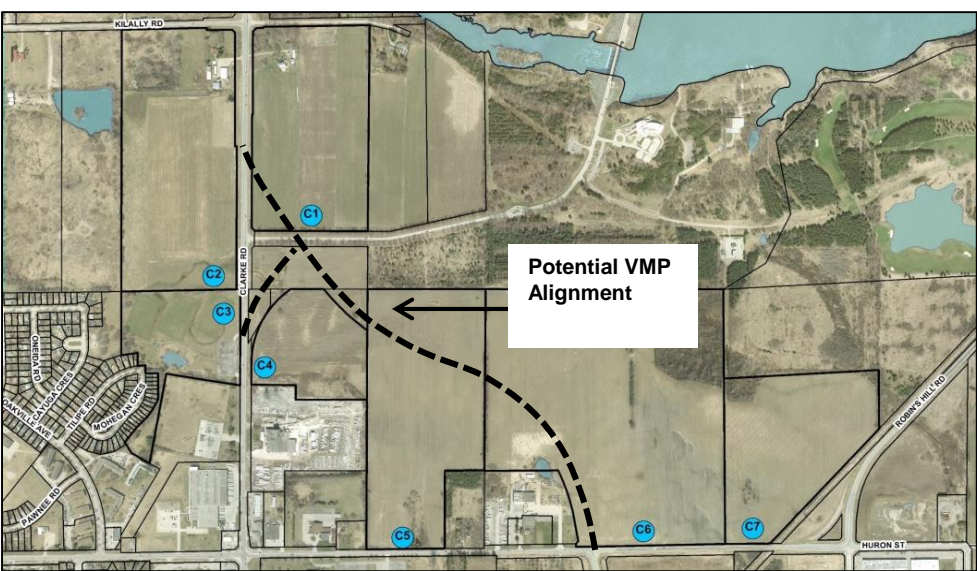 KILALLY RD
C1
C2
CLARKE RD
C3
Potential VMP
Alignment
C4
ONEIDA RD
CAYUGA CRES
TILIPE RD
MOHEGAN CRES
OAKVILLE AVE
PAWNEE RD
ROBIN'S HILL RD
C5
C6
C7
HURON ST